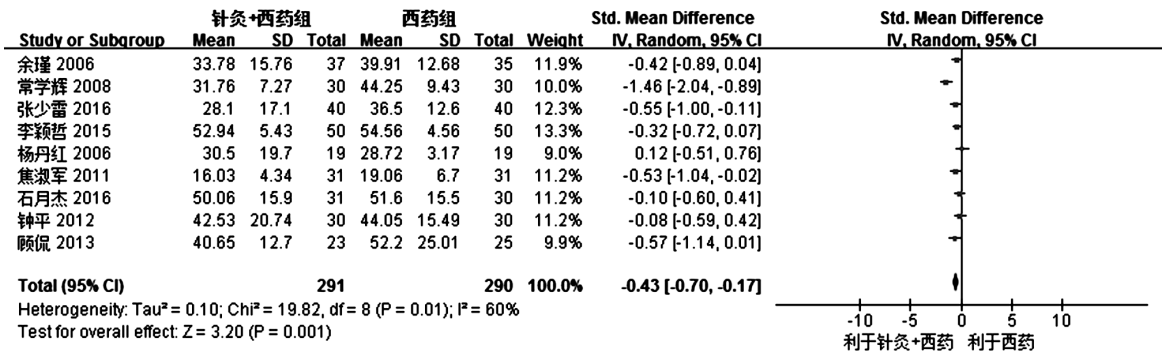 针灸+西药组 西药组 Std. Mean Difference Std. Mean Difference
Study or Subgroup Mean SD Total Mean SD Total Weight IV, Random, 95% CI IV, Random, 95% CI
余瑾 2006 33.78 15.76 37 39.91 12.68 35 11.9% -0.42 [-0.89, 0.04]
常学辉 2008 31.76 7.27 30 44.25 9.43 30 10.0% -1.46 [-2.04, -0.89]
张少雷 2016 28.1 17.1 40 36.5 12.6 40 12.3% -0.55 [-1.00, -0.11]
李颖哲 2015 52.94 5.43 50 54.56 4.56 50 13.3% -0.32 [-0.72, 0.07]
杨丹红 2006 30.5 19.7 19 28.72 3.17 19 9.0% 0.12 [-0.51, 0.76]
焦淑军 2011 16.03 4.34 31 19.06 6.7 31 11.2% -0.53 [-1.04, -0.02]
石月杰 2016 50.06 15.9 31 51.6 15.5 30 11.2% -0.10 [-0.60, 0.41]
钟平 2012 42.53 20.74 30 44.05 15.49 30 11.2% -0.08 [-0.59, 0.42]
顾侃 2013 40.65 12.7 23 52.2 25.01 25 9.9% -0.57 [-1.14, 0.01]
Total (95% CI) 291 290 100.0% -0.43 [-0.70, -0.17]
Heterogeneity: Tau² = 0.10; Chi² = 19.82, df = 8 (P = 0.01); I² = 60%
Test for overall effect: Z = 3.20 (P = 0.001)
-10 -5 0 5 10
利于针灸+西药 利于西药